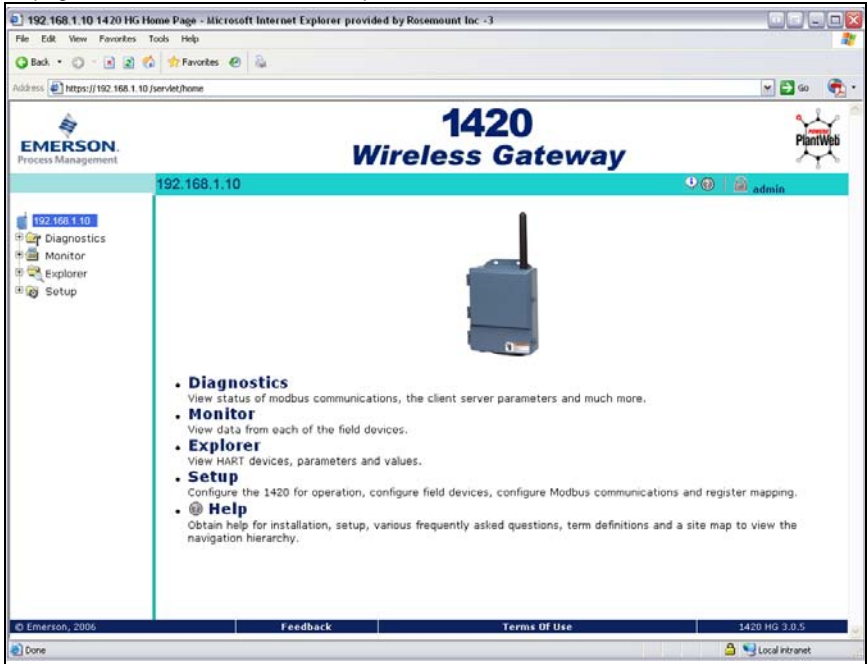 192.168.1.10 1420 HG Home Page - Microsoft Internet Explorer provided by Rosemount Inc -3
File Edit View Favorites Tools Help
Back Favorites
Address https://192.168.1.10/servlet/home Go
EMERSON.
Process Management
1420
Wireless Gateway
POWERED
PlantWeb
192.168.1.10 admin
192.168.1.10
Diagnostics
Monitor
Explorer
Setup
• Diagnostics
View status of modbus communications, the client server parameters and much more.
• Monitor
View data from each of the field devices.
• Explorer
View HART devices, parameters and values.
• Setup
Configure the 1420 for operation, configure field devices, configure Modbus communications and register mapping.
• Help
Obtain help for installation, setup, various frequently asked questions, term definitions and a site map to view the
navigation hierarchy.
© Emerson, 2006 Feedback Terms Of Use 1420 HG 3.0.5
Done Local intranet